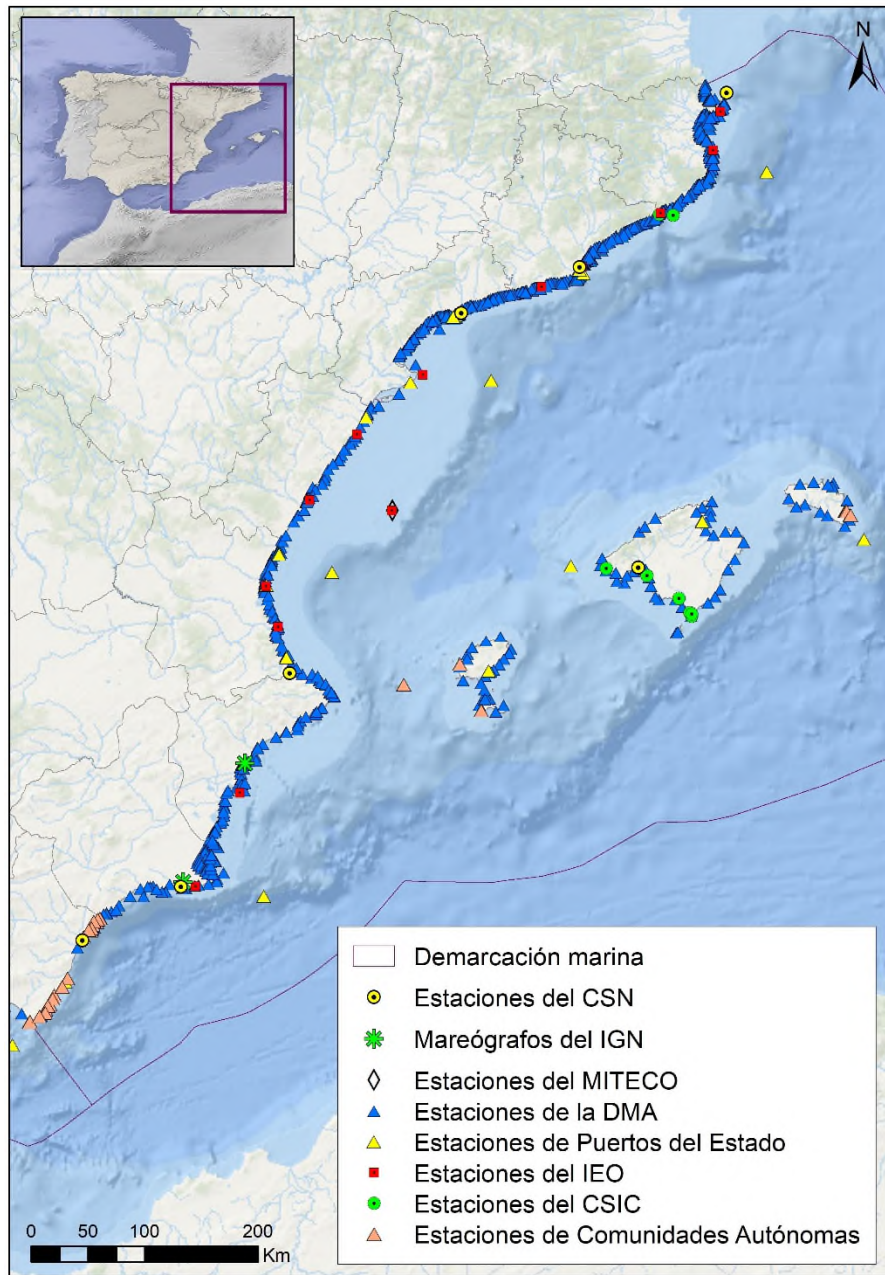 N
Demarcación marina
Estaciones del CSN
Mareógrafos del IGN
Estaciones del MITECO
Estaciones de la DMA
Estaciones de Puertos del Estado
Estaciones del IEO
Estaciones del CSIC
Estaciones de Comunidades Autónomas
0 50 100 200
Km